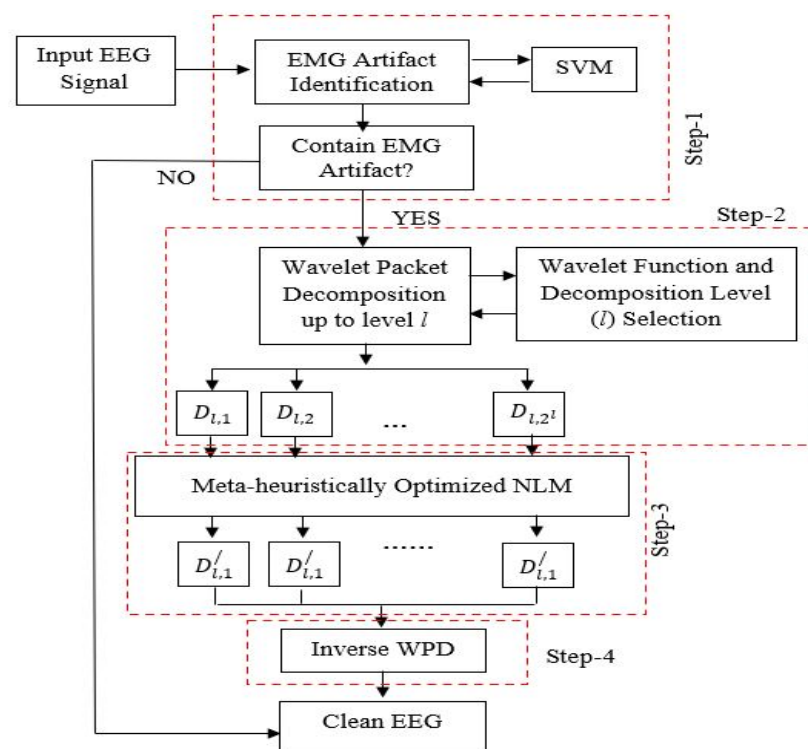 Input EEG
Signal
EMG Artifact
Identification
SVM
Step-1
Contain EMG
Artifact?
NO
YES
Step-2
Wavelet Packet
Decomposition
up to level l
Wavelet Function and
Decomposition Level
(l) Selection
D_{l,1} D_{l,2} ... D_{l,2^l}
Meta-heuristically Optimized NLM
Step-3
D^/_{l,1} D^/_{l,1} ...... D^/_{l,1}
Inverse WPD
Step-4
Clean EEG